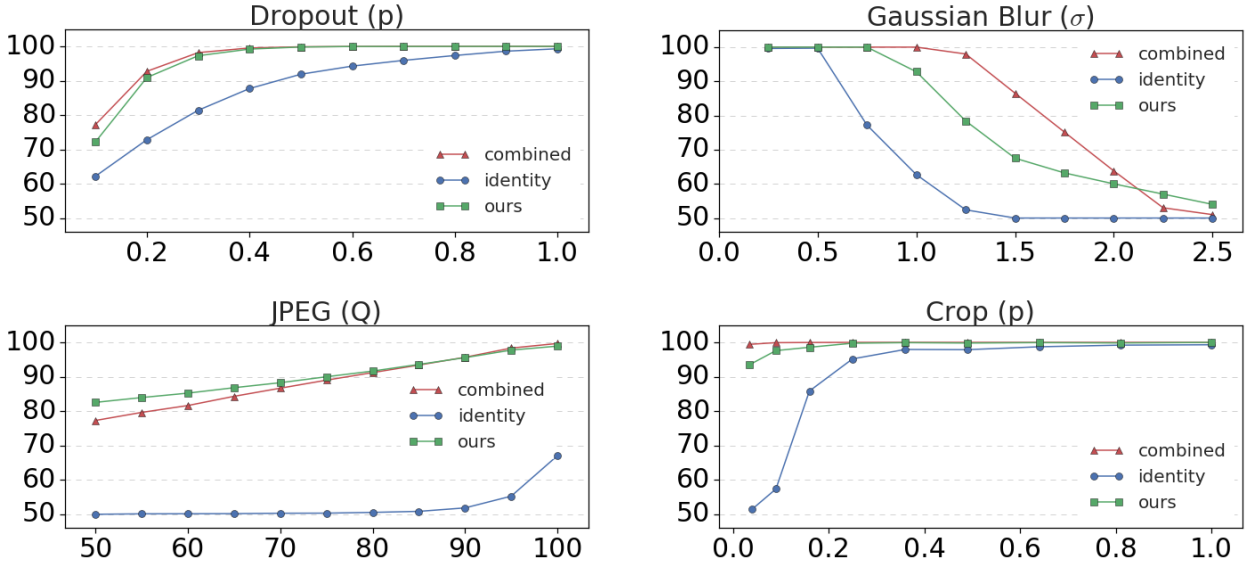 Dropout (p)
100
90
80
70
60
50
0.2 0.4 0.6 0.8 1.0
combined
identity
ours
Gaussian Blur (σ)
100
90
80
70
60
50
0.0 0.5 1.0 1.5 2.0 2.5
combined
identity
ours
JPEG (Q)
100
90
80
70
60
50
50 60 70 80 90 100
combined
identity
ours
Crop (p)
100
90
80
70
60
50
0.0 0.2 0.4 0.6 0.8 1.0
combined
identity
ours